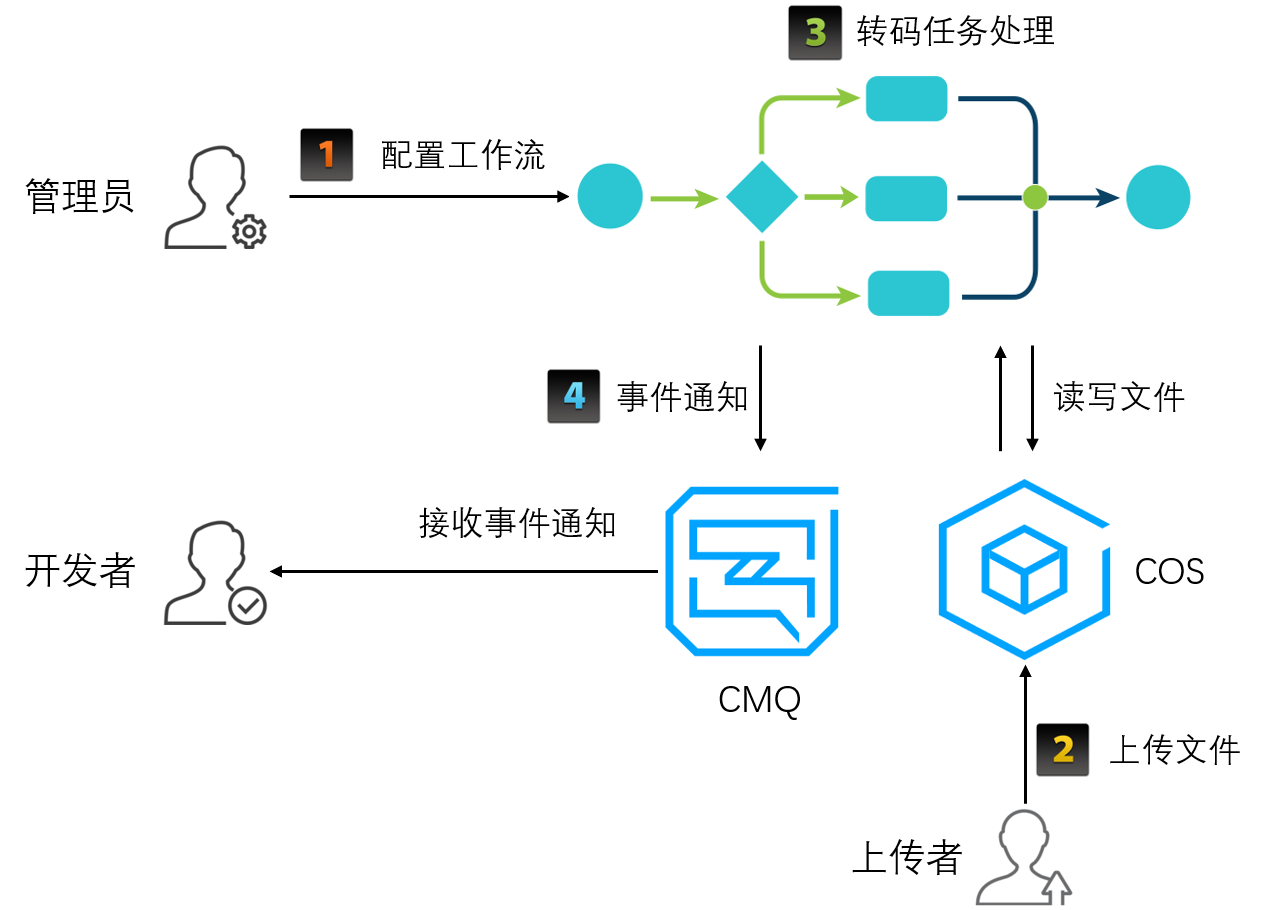 3 转码任务处理
1 配置工作流
管理员
4 事件通知
读写文件
接收事件通知
开发者
COS
CMQ
2 上传文件
上传者